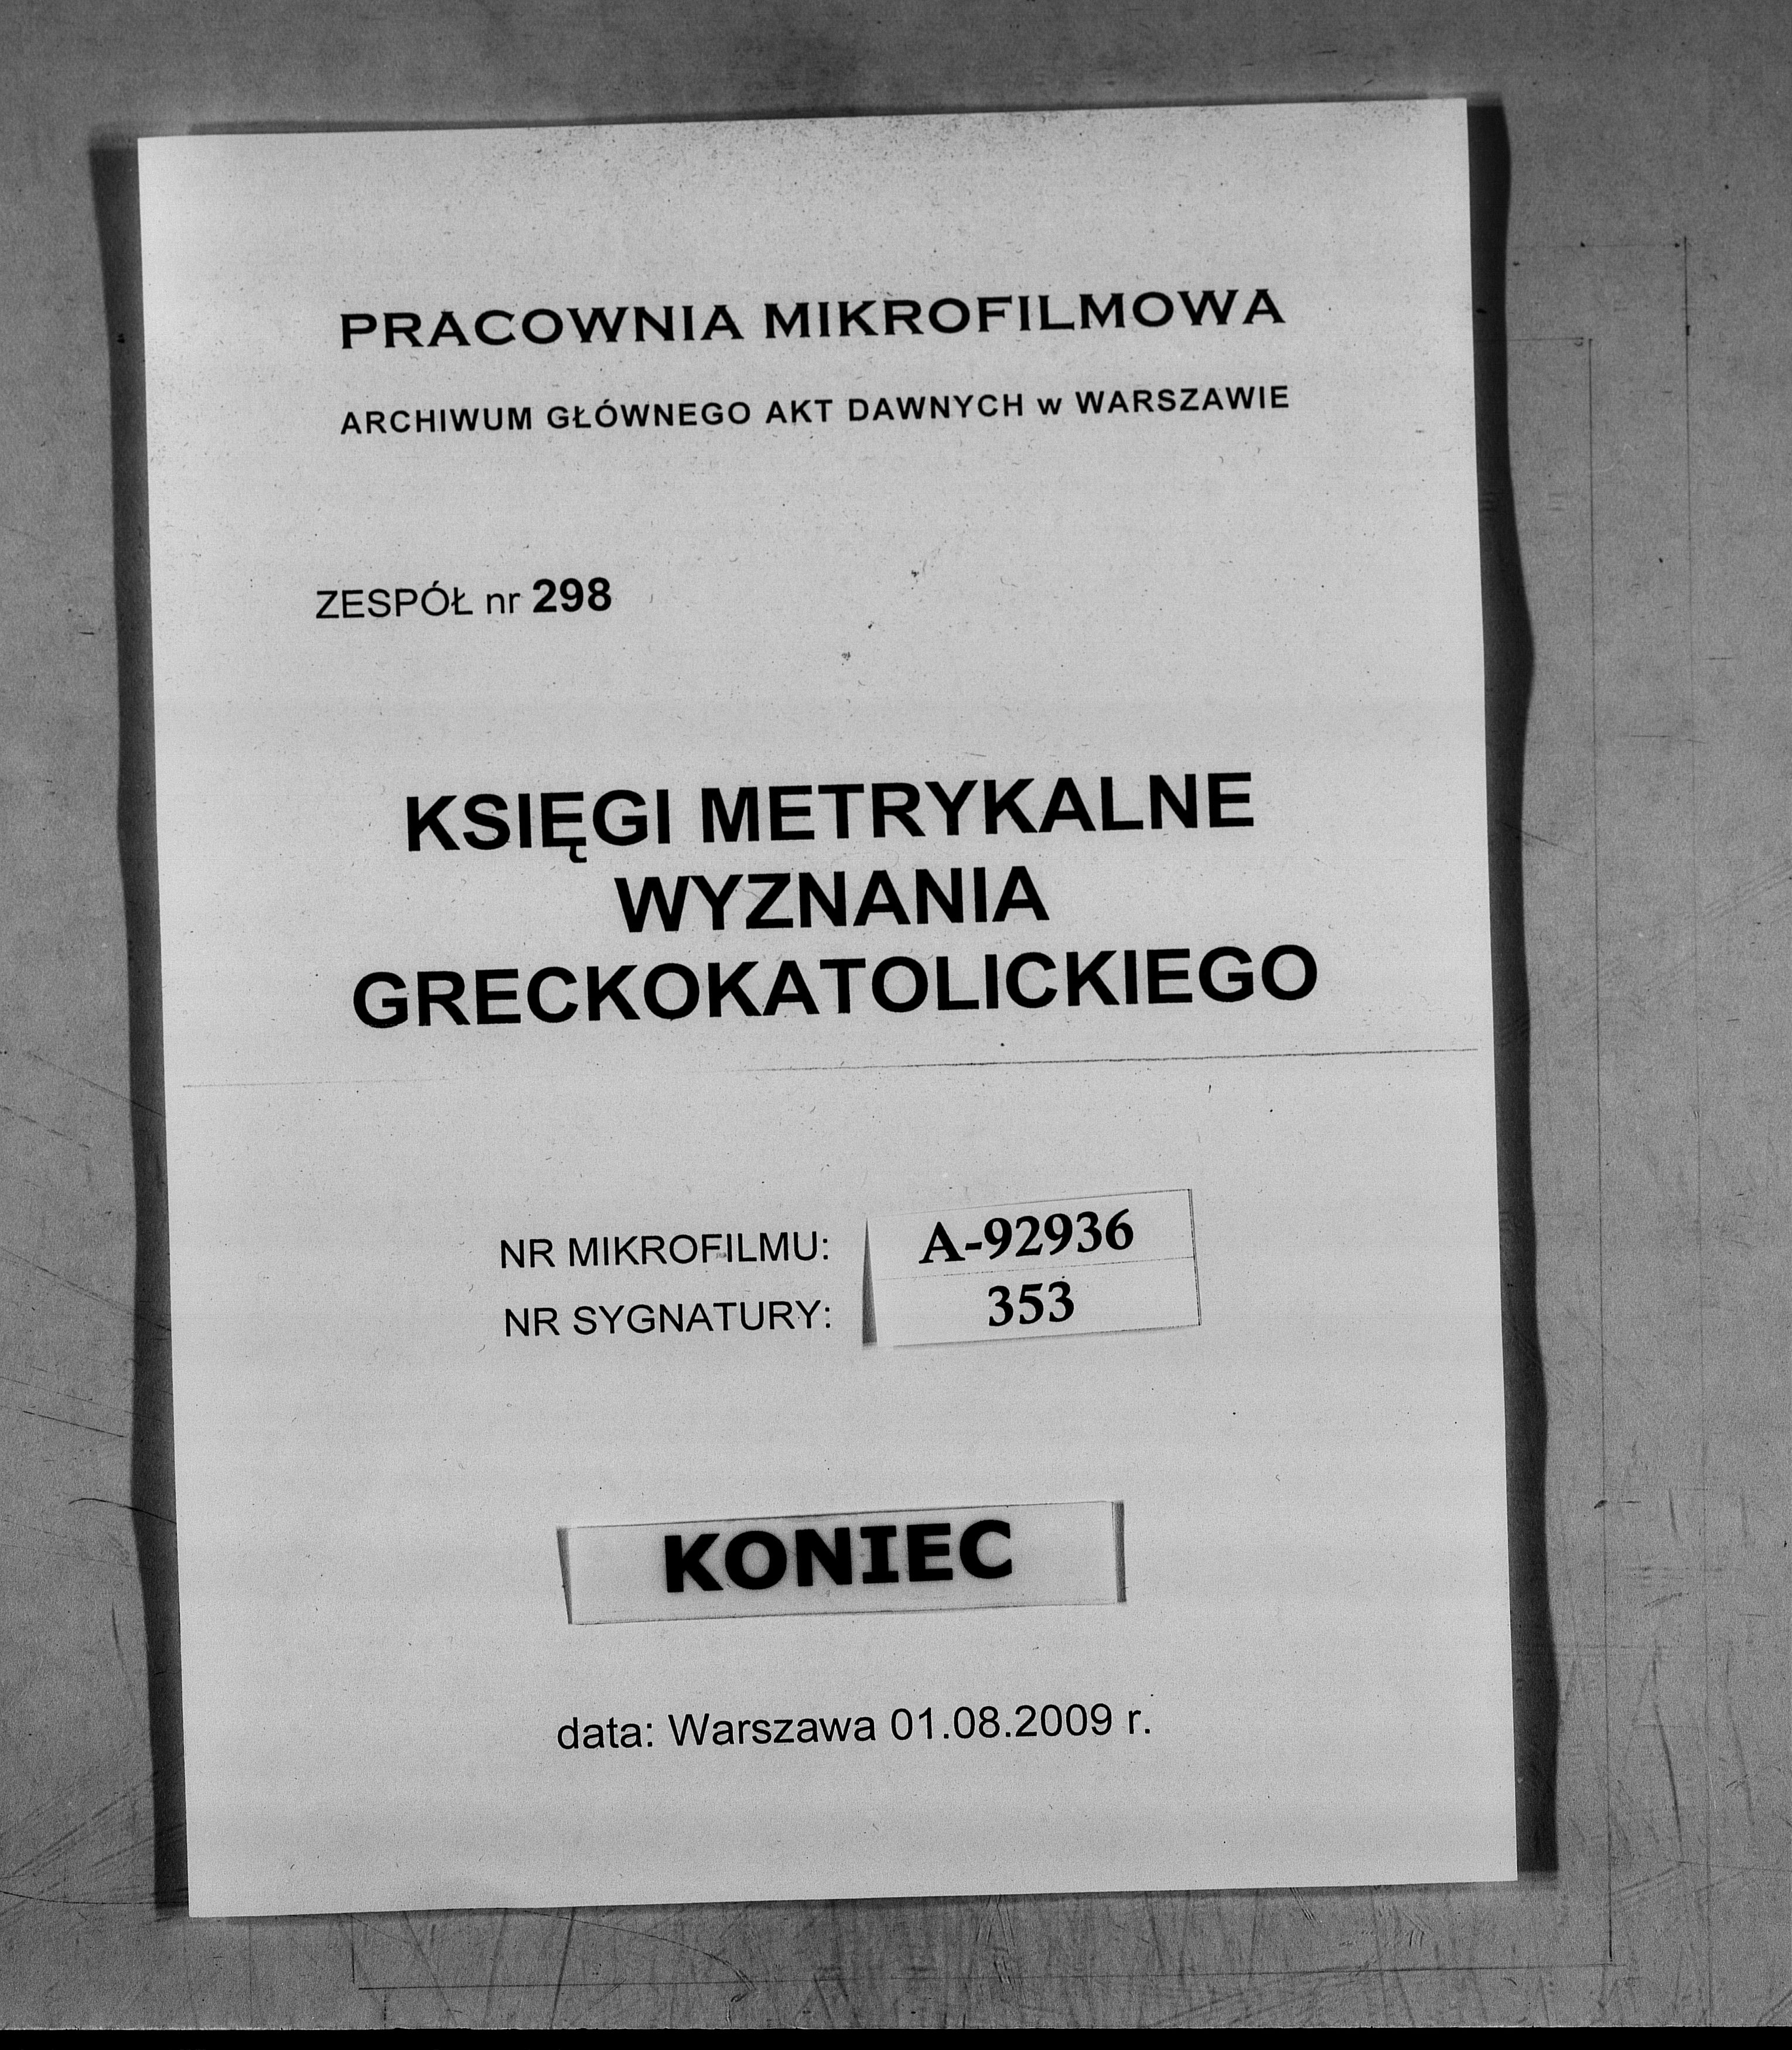 PRACOWNIA MIKROFILMOWA
ARCHIWUM GŁÓWNEGO AKT DAWNYCH w WARSZAWIE
ZESPÓŁ nr 298
KSIĘGI METRYKALNE
WYZNANIA
GRECKOKATOLICKIEGO
NR MIKROFILMU: A-92936
NR SYGNATURY: 353
KONIEC
data: Warszawa 01.08.2009 r.